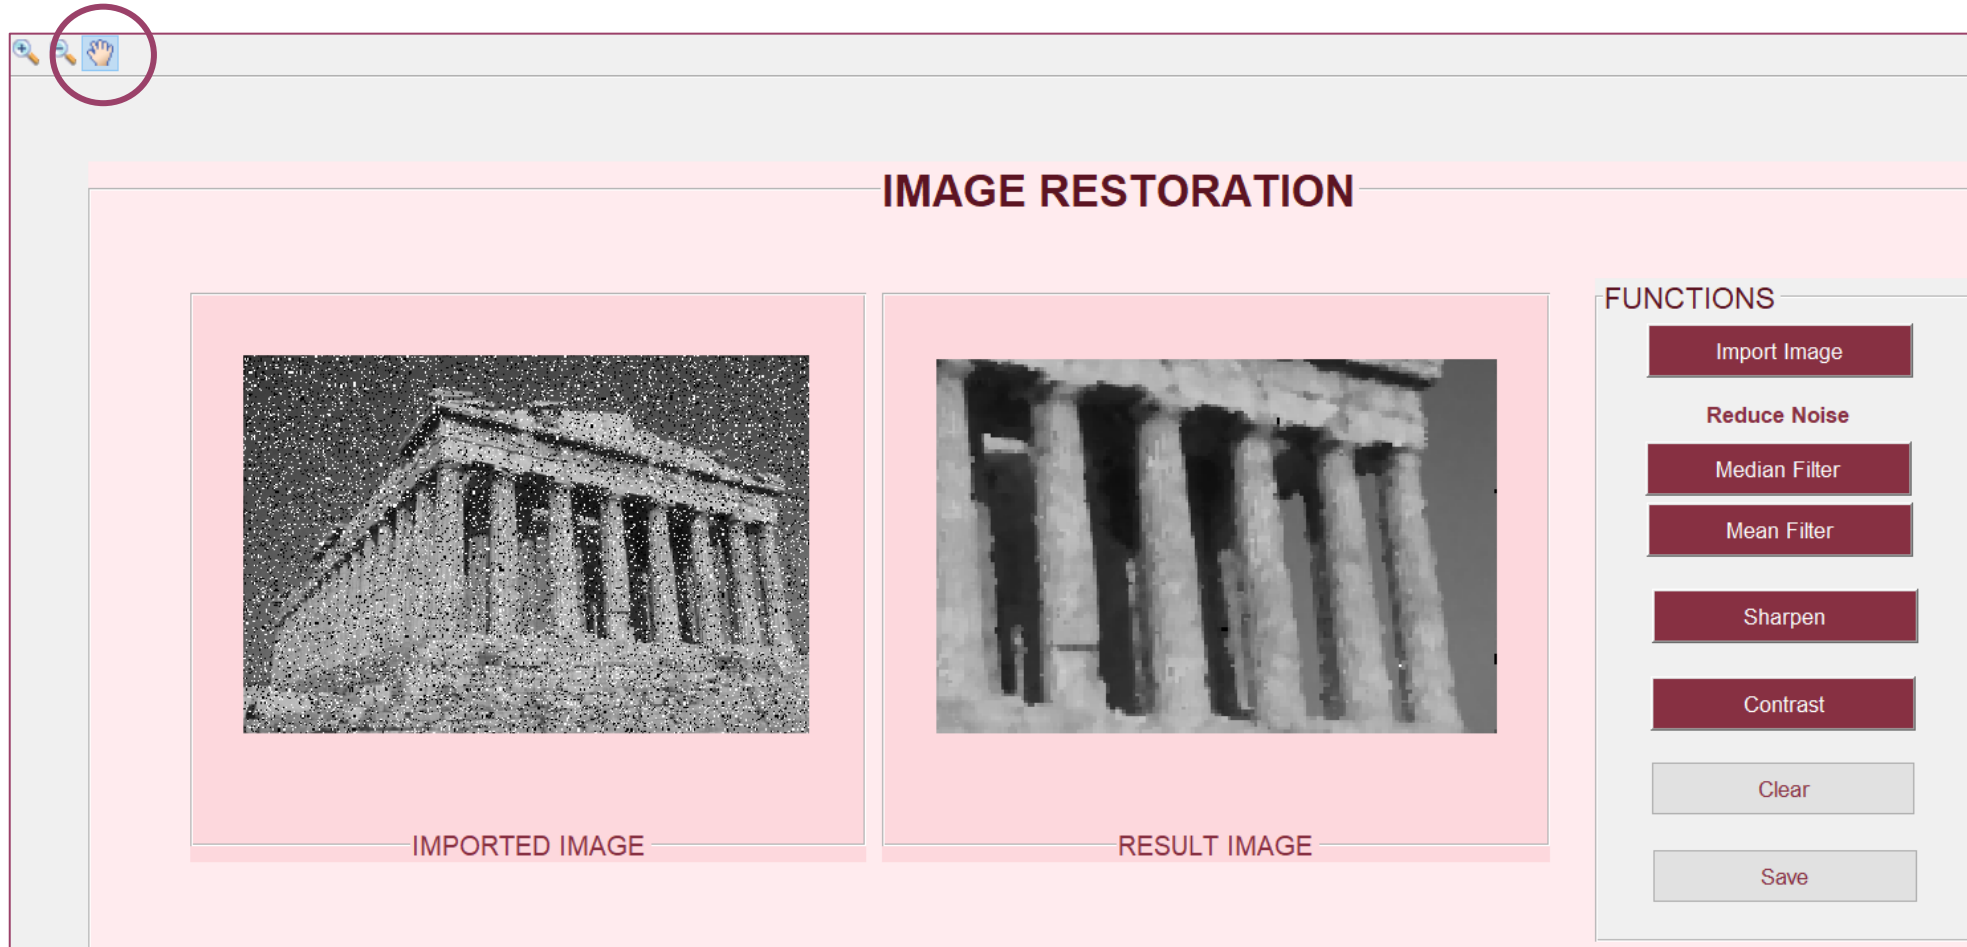 IMAGE RESTORATION
FUNCTIONS
Import Image
Reduce Noise
Median Filter
Mean Filter
Sharpen
Contrast
Clear
Save
IMPORTED IMAGE
RESULT IMAGE